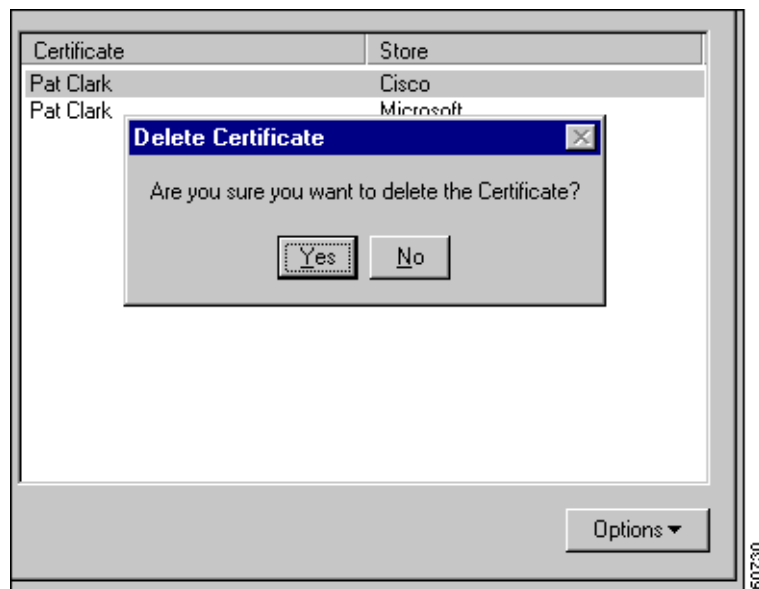 Certificate Store
Pat Clark Cisco
Pat Clark Microsoft
Delete Certificate
Are you sure you want to delete the Certificate?
Yes No
Options
60730